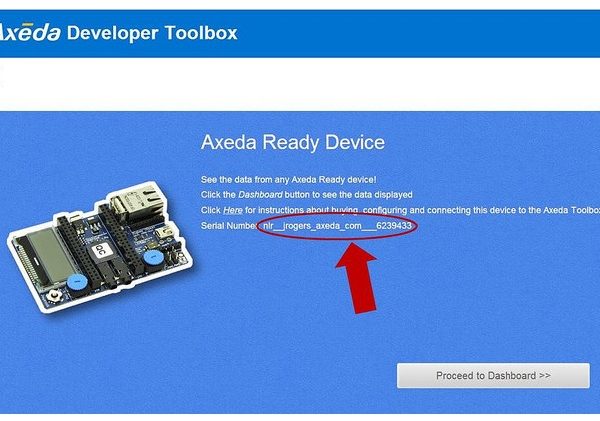 Axeda Developer Toolbox
Axeda Ready Device
See the data from any Axeda Ready device!
Click the Dashboard button to see the data displayed
Click Here for instructions about buying, configuring and connecting this device to the Axeda Toolbox
Serial Number: nlr__jrogers_axeda_com___6239433
Proceed to Dashboard >>